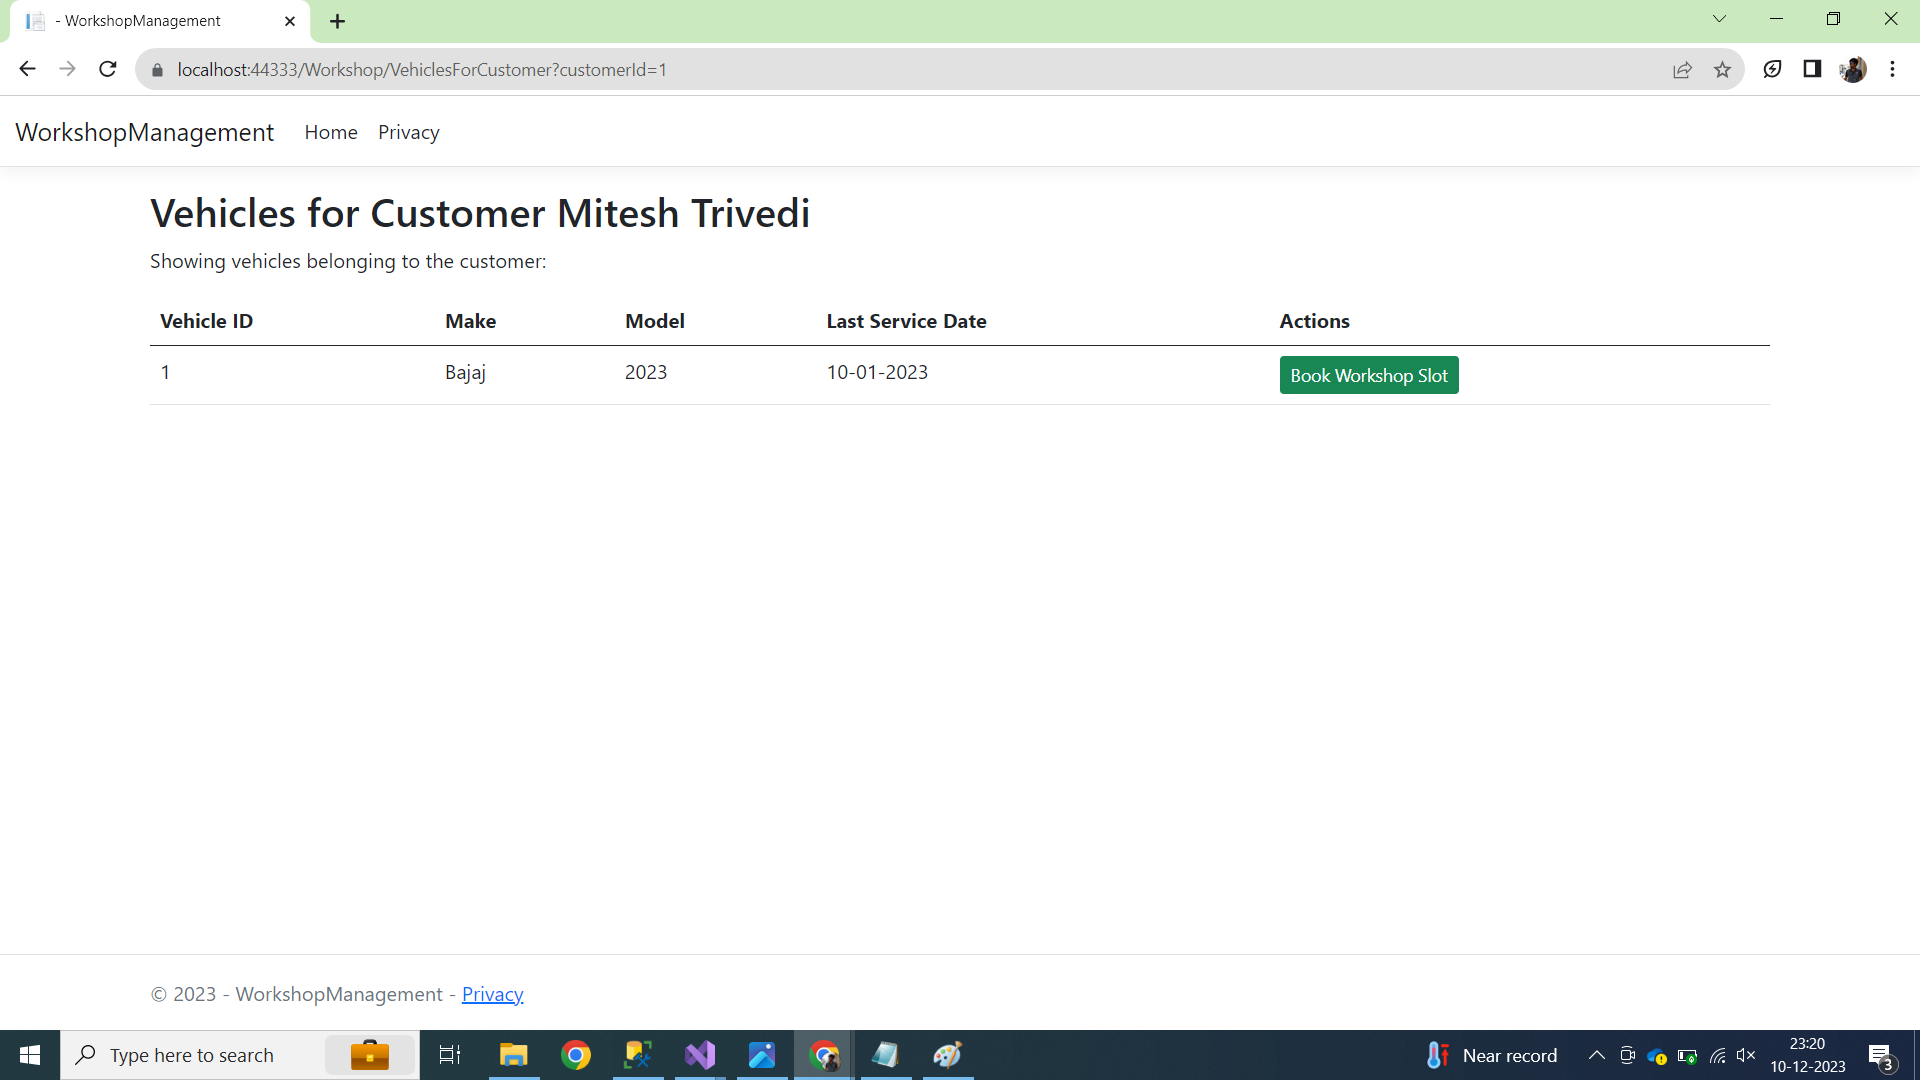 - WorkshopManagement
localhost:44333/Workshop/VehiclesForCustomer?customerId=1
WorkshopManagement Home Privacy
Vehicles for Customer Mitesh Trivedi
Showing vehicles belonging to the customer:
Vehicle ID Make Model Last Service Date Actions
1 Bajaj 2023 10-01-2023 Book Workshop Slot
© 2023 - WorkshopManagement - Privacy
Type here to search
Near record
23:20
10-12-2023
3